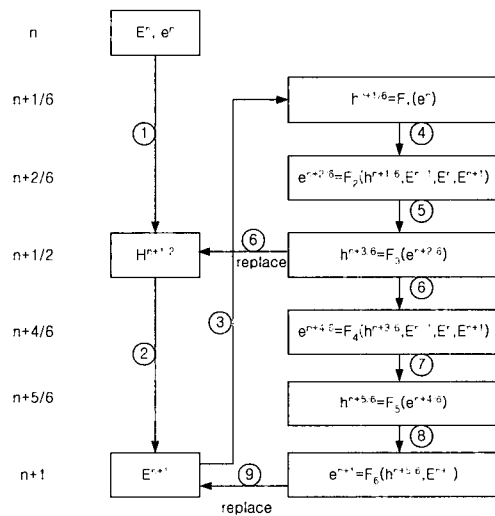 n
E^n, e^n
n+1/6
h^n+1/6=F_1(e^n)
①
④
n+2/6
e^n+2/6=F_2(h^n+1/6,E^n-1,E^n,E^n+1)
⑤
n+1/2
H^n+1/2
⑥
replace
h^n+3/6=F_3(e^n+2/6)
③
⑥
n+4/6
②
e^n+4/6=F_4(h^n+3/6,E^n-1,E^n,E^n+1)
⑦
n+5/6
h^n+5/6=F_5(e^n+4/6)
⑧
n+1
E^n+1
⑨
replace
e^n+1=F_6(h^n+5/6,E^n+1)